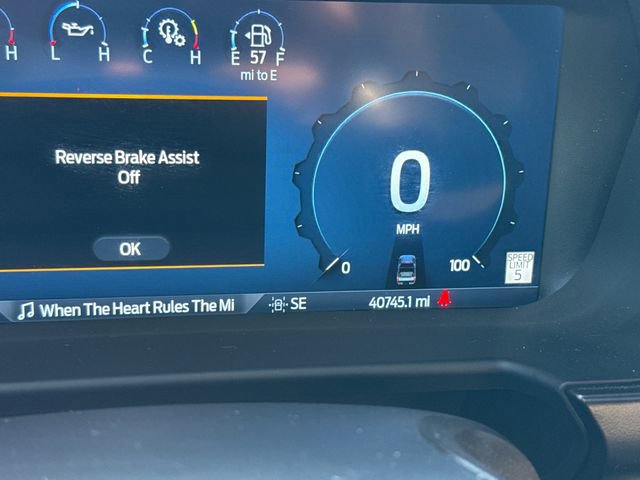 H
L H
C H
E 57 F
mi to E
Reverse Brake Assist
Off
OK
0
MPH
0 100
SPEED
LIMIT
5
When The Heart Rules The Mi
SE
40745.1 mi